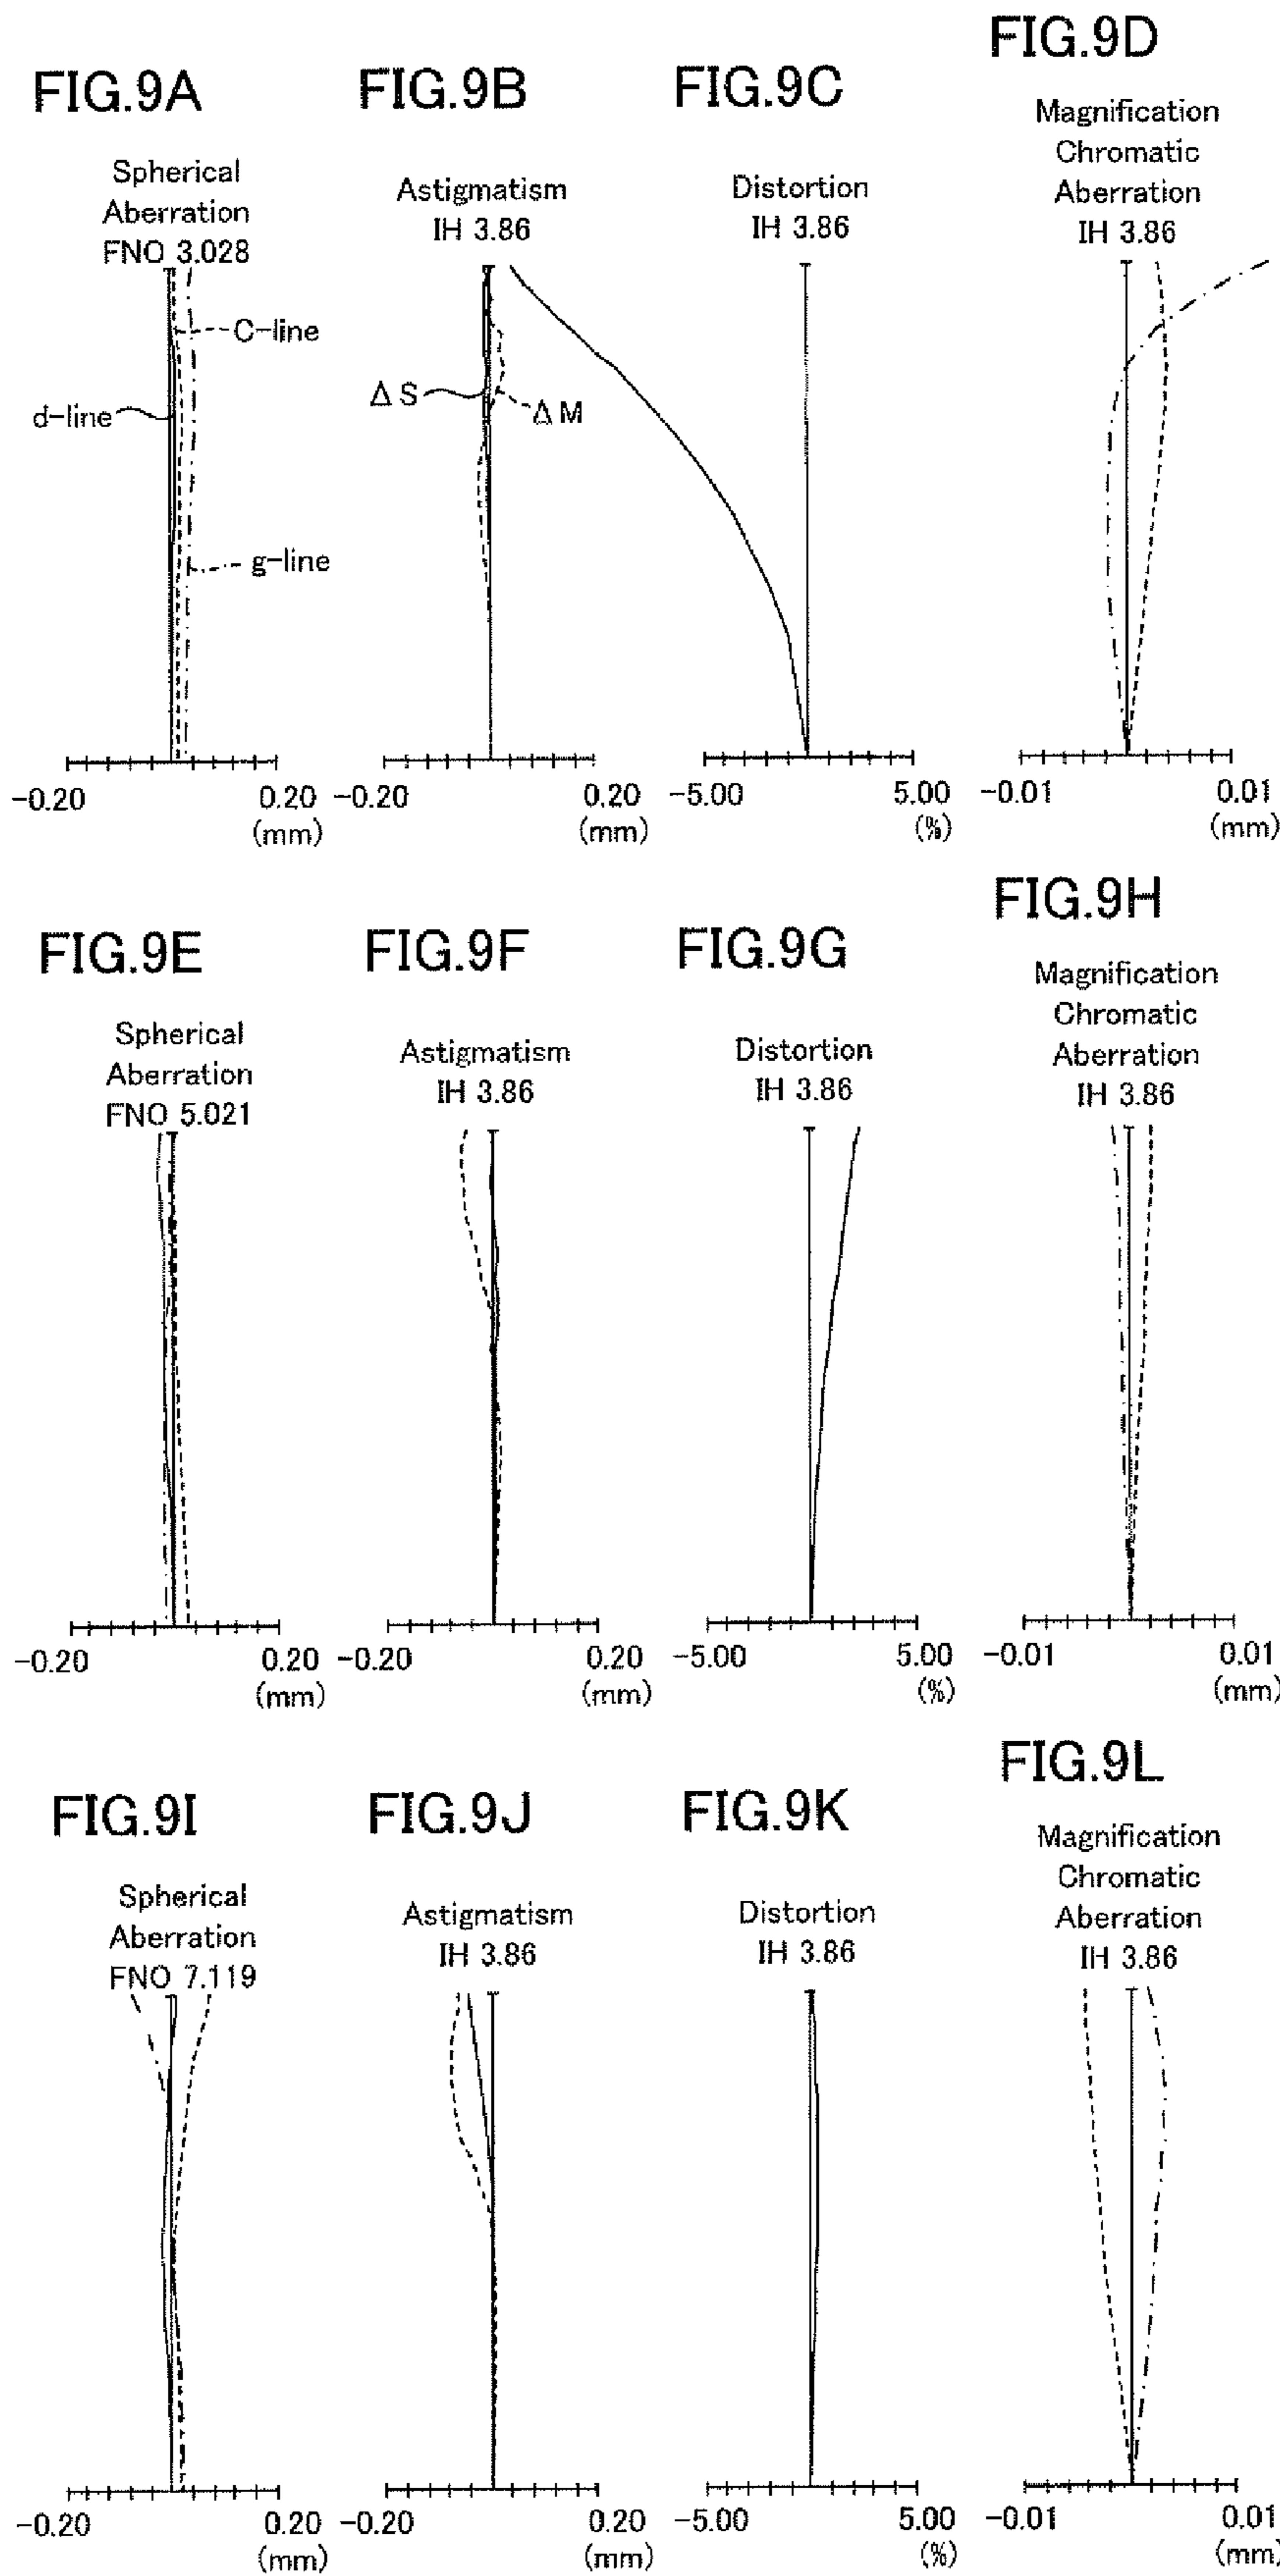 FIG.9A
Spherical
Aberration
FNO 3.028
C-line
d-line
g-line
-0.20
0.20
(mm)
FIG.9B
Astigmatism
IH 3.86
ΔS
ΔM
-0.20
0.20
(mm)
FIG.9C
Distortion
IH 3.86
-5.00
5.00
(%)
FIG.9D
Magnification
Chromatic
Aberration
IH 3.86
-0.01
0.01
(mm)
FIG.9E
Spherical
Aberration
FNO 5.021
-0.20
0.20
(mm)
FIG.9F
Astigmatism
IH 3.86
-0.20
0.20
(mm)
FIG.9G
Distortion
IH 3.86
-5.00
5.00
(%)
FIG.9H
Magnification
Chromatic
Aberration
IH 3.86
-0.01
0.01
(mm)
FIG.9I
Spherical
Aberration
FNO 7.119
-0.20
0.20
(mm)
FIG.9J
Astigmatism
IH 3.86
-0.20
0.20
(mm)
FIG.9K
Distortion
IH 3.86
-5.00
5.00
(%)
FIG.9L
Magnification
Chromatic
Aberration
IH 3.86
-0.01
0.01
(mm)